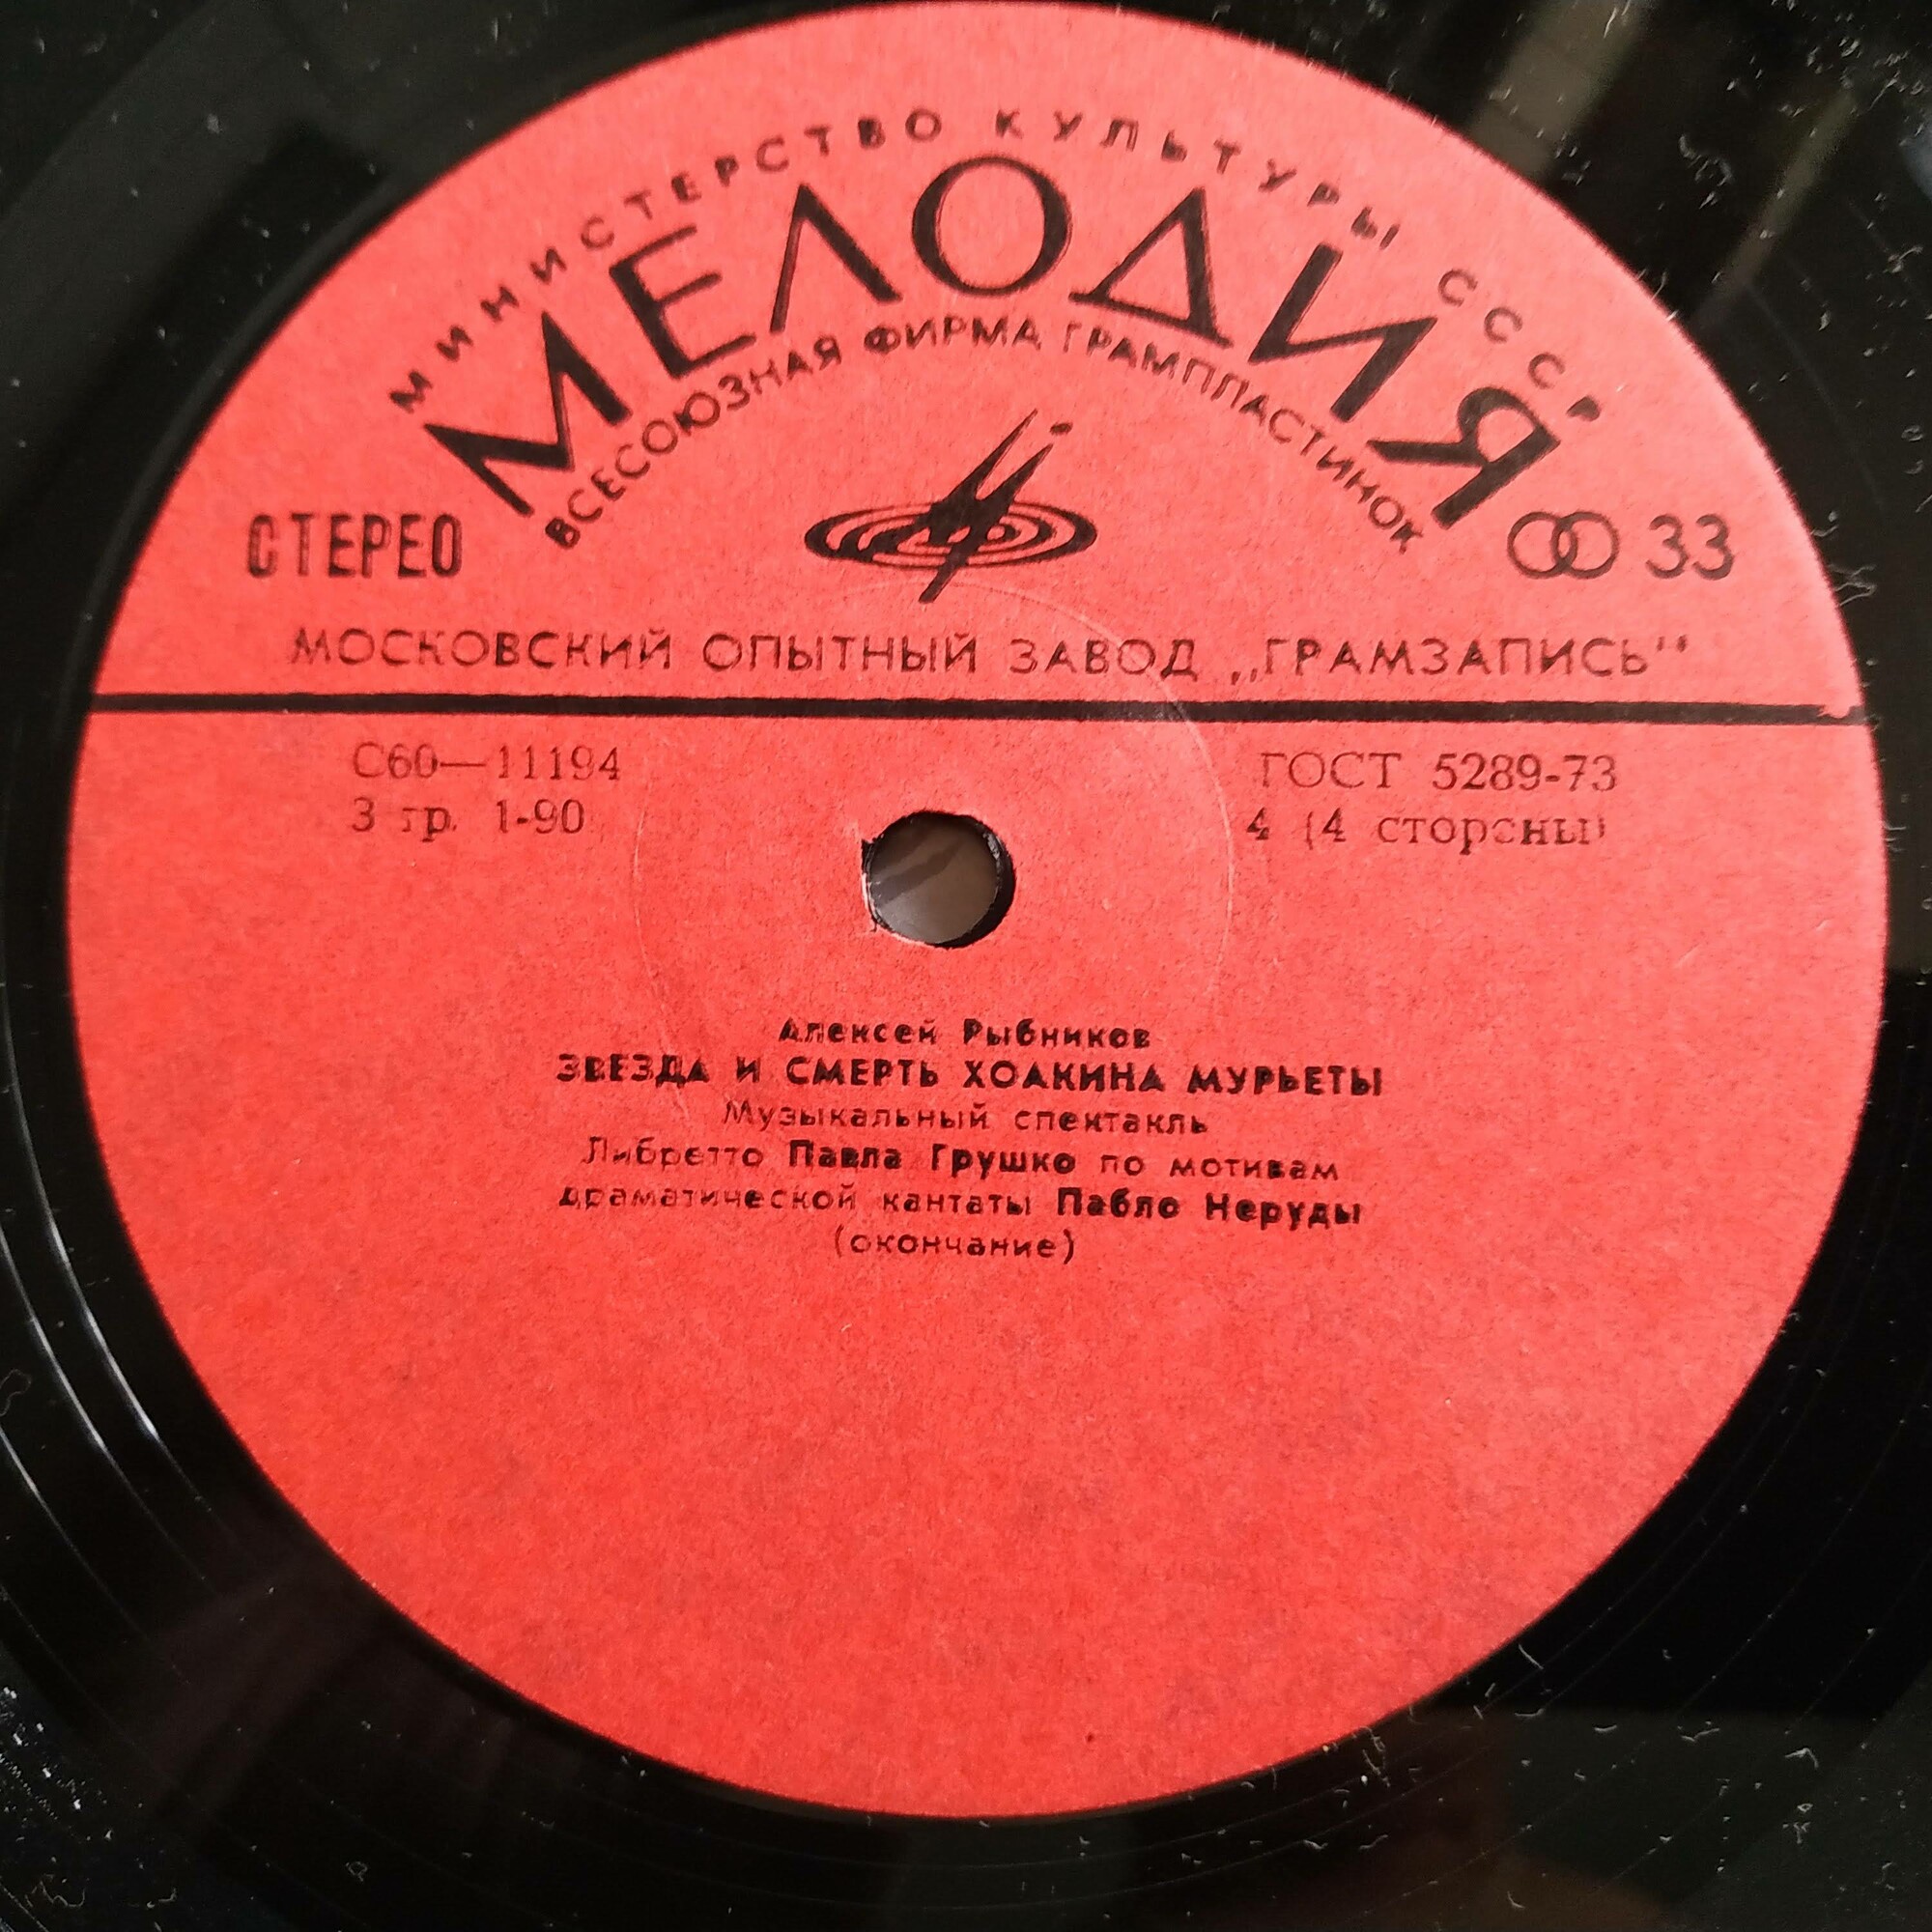 МИНИСТЕРСТВО КУЛЬТУРЫ СССР
МЕЛОДИЯ
ВСЕСОЮЗНАЯ ФИРМА ГРАМПЛАСТИНОК
СТЕРЕО
33
МОСКОВСКИЙ ОПЫТНЫЙ ЗАВОД „ГРАМЗАПИСЬ"
С60—11194
ГОСТ 5289-73
3 гр. 1-90
4 (4 стороны)
Алексей Рыбников
ЗВЕЗДА И СМЕРТЬ ХОАКИНА МУРЬЕТЫ
Музыкальный спектакль
Либретто Павла Грушко по мотивам
драматической кантаты Пабло Неруды
(окончание)